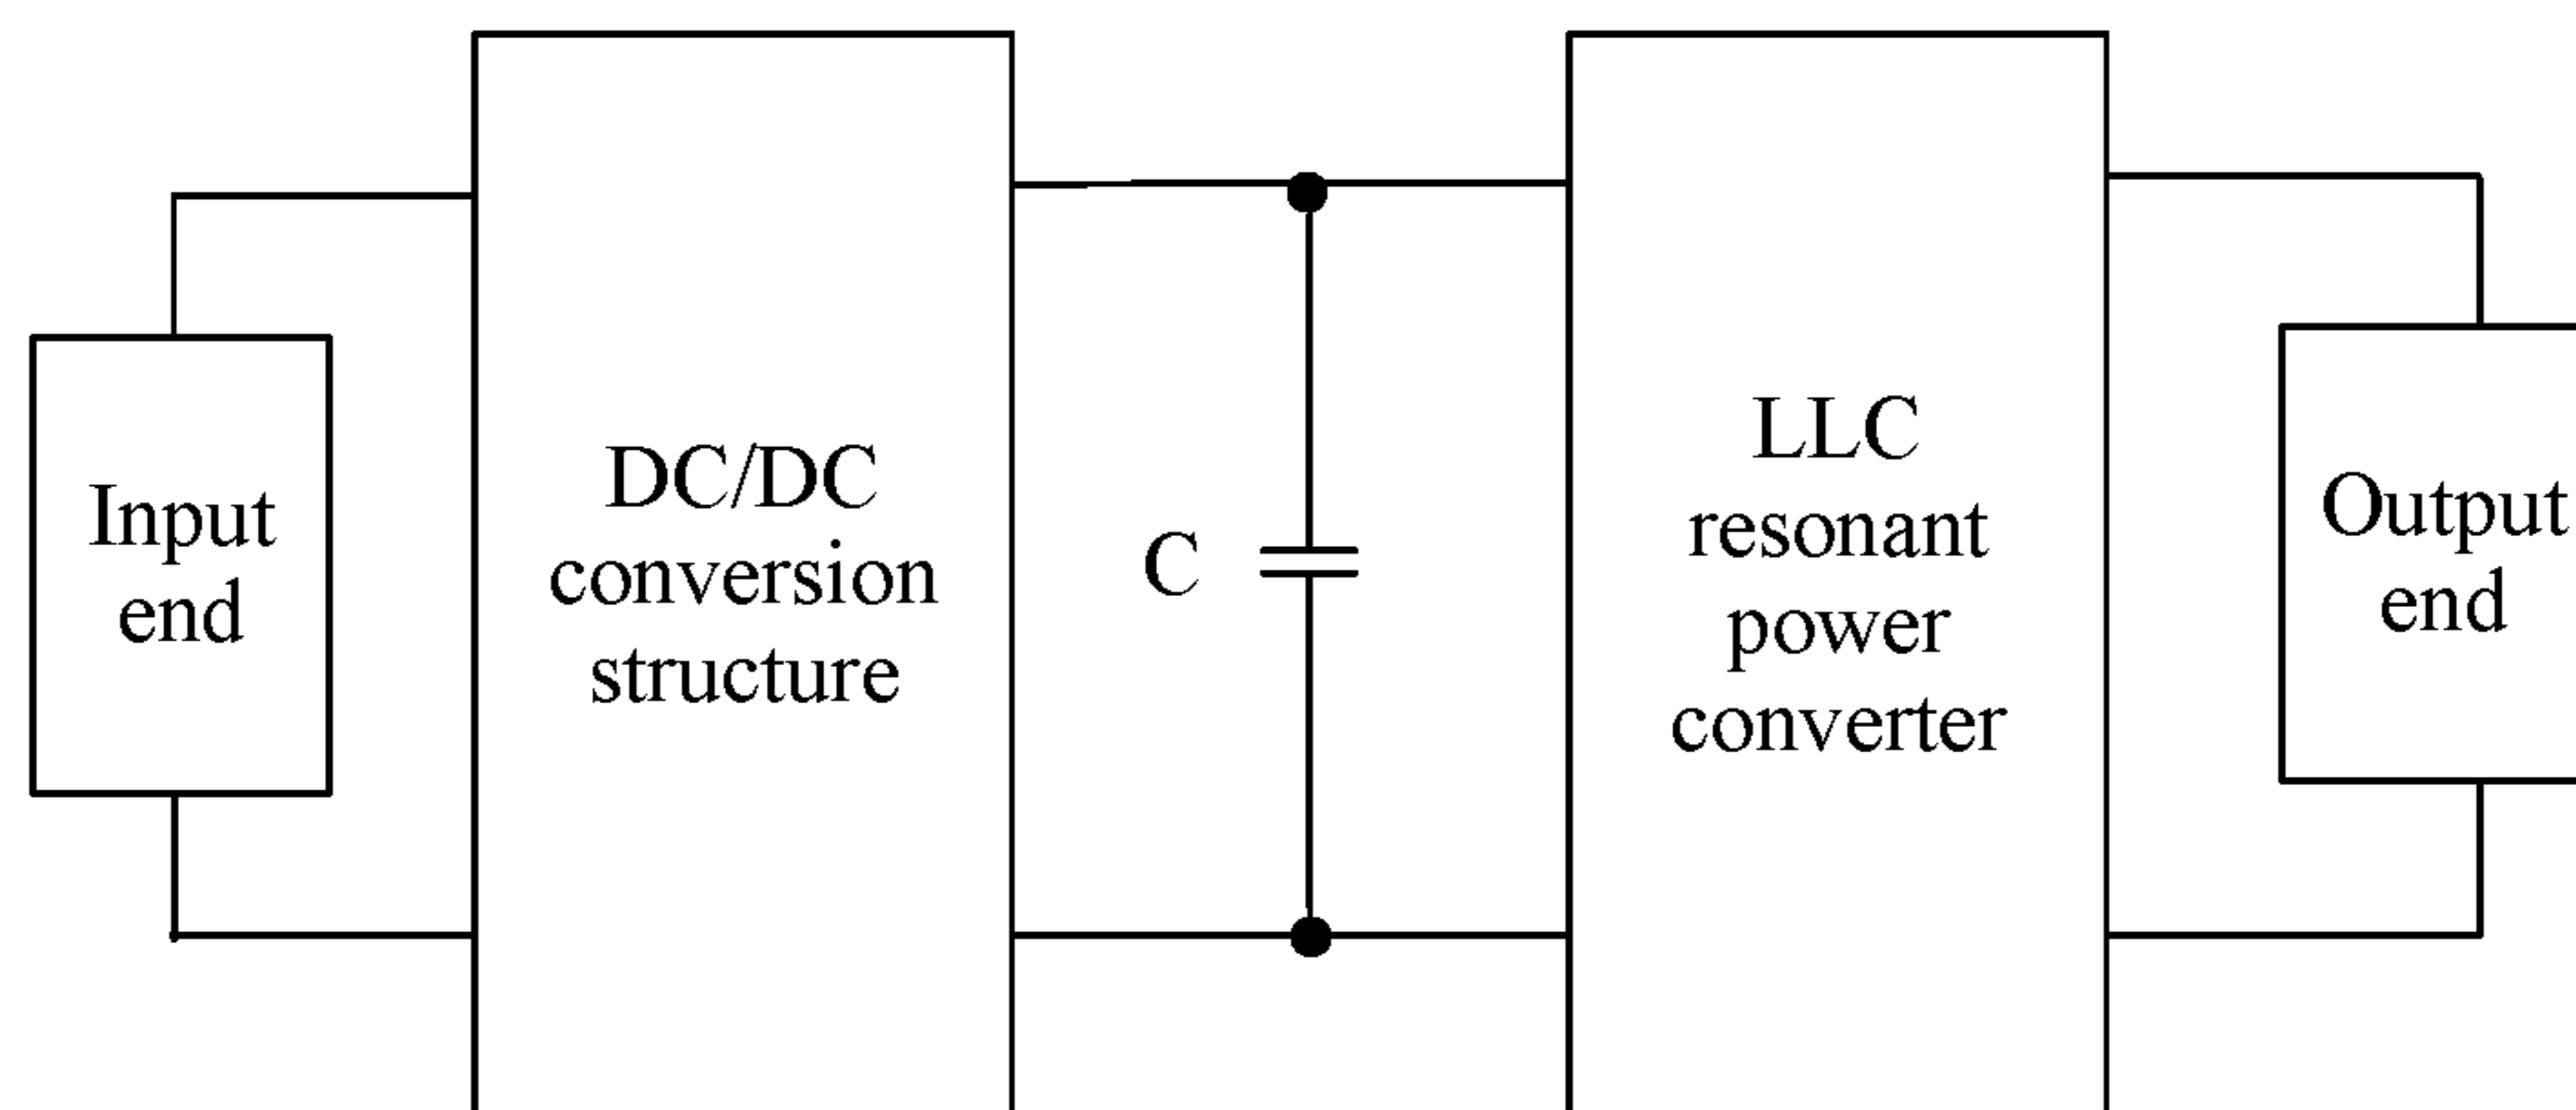 Input
end
DC/DC
conversion
structure
C
LLC
resonant
power
converter
Output
end